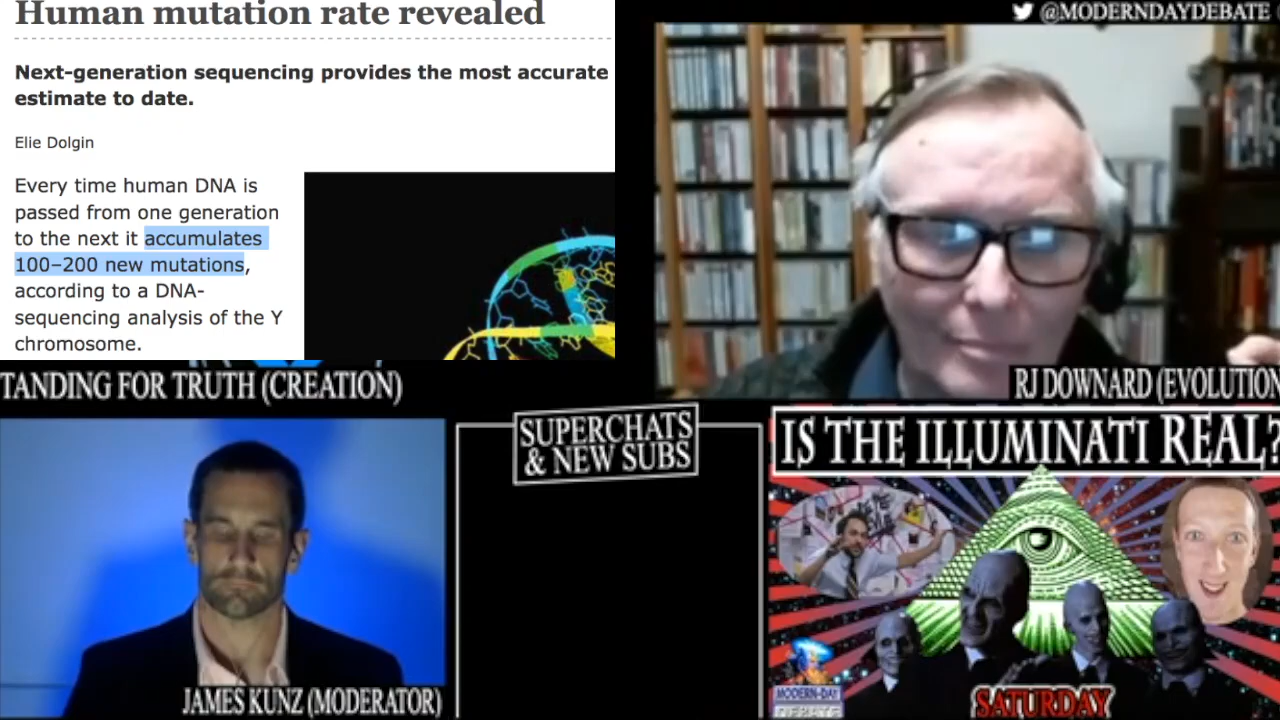 Human mutation rate revealed
Next-generation sequencing provides the most accurate
estimate to date.
Elie Dolgin
Every time human DNA is
passed from one generation
to the next it accumulates
100–200 new mutations,
according to a DNA-
sequencing analysis of the Y
chromosome.
@MODERNDAYDEBATE
RJ DOWNARD (EVOLUTION
TANDING FOR TRUTH (CREATION)
JAMES KUNZ (MODERATOR)
SUPERCHATS
& NEW SUBS
IS THE ILLUMINATI REAL?
MODERN-DAY
DEBATE
SATURDAY